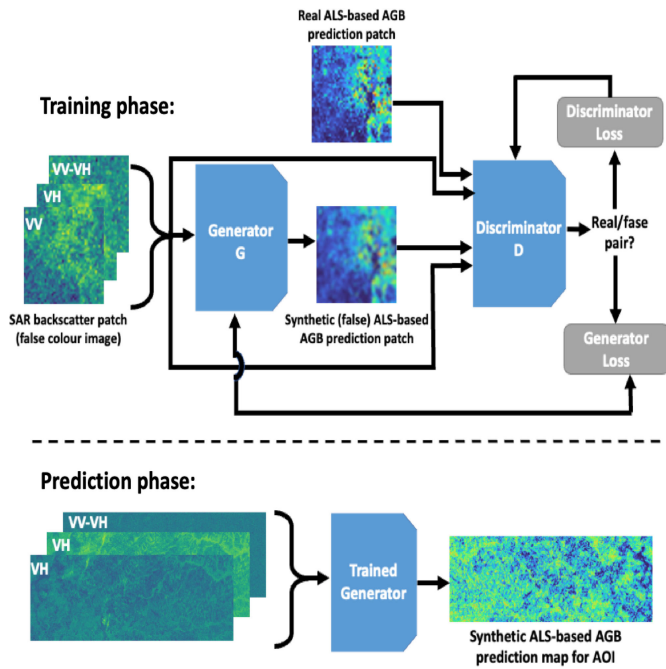 Real ALS-based AGB
prediction patch
Training phase:
Discriminator
Loss
VV-VH
VH
VV
Generator
G
Discriminator
D
Real/fase
pair?
SAR backscatter patch
(false colour image)
Synthetic (false) ALS-based
AGB prediction patch
Generator
Loss
Prediction phase:
VV-VH
VH
VH
Trained
Generator
Synthetic ALS-based AGB
prediction map for AOI